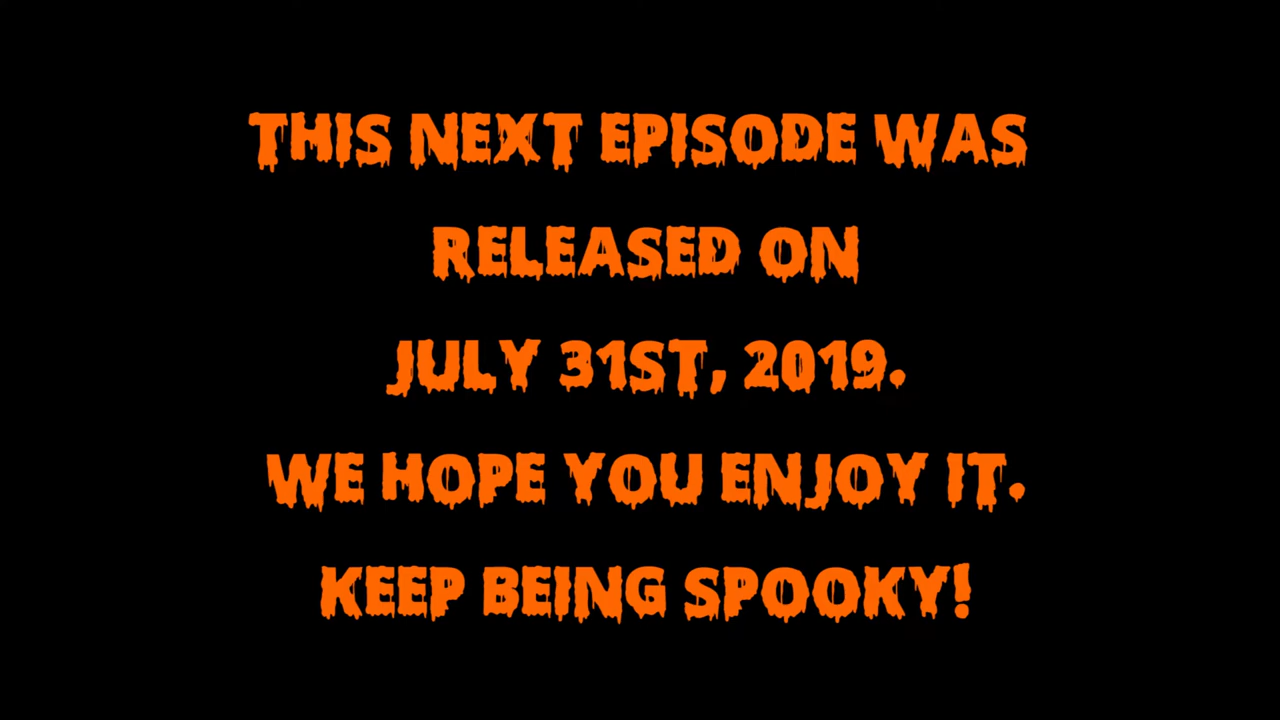 THIS NEXT EPISODE WAS
RELEASED ON
JULY 31ST, 2019.
WE HOPE YOU ENJOY IT.
KEEP BEING SPOOKY!